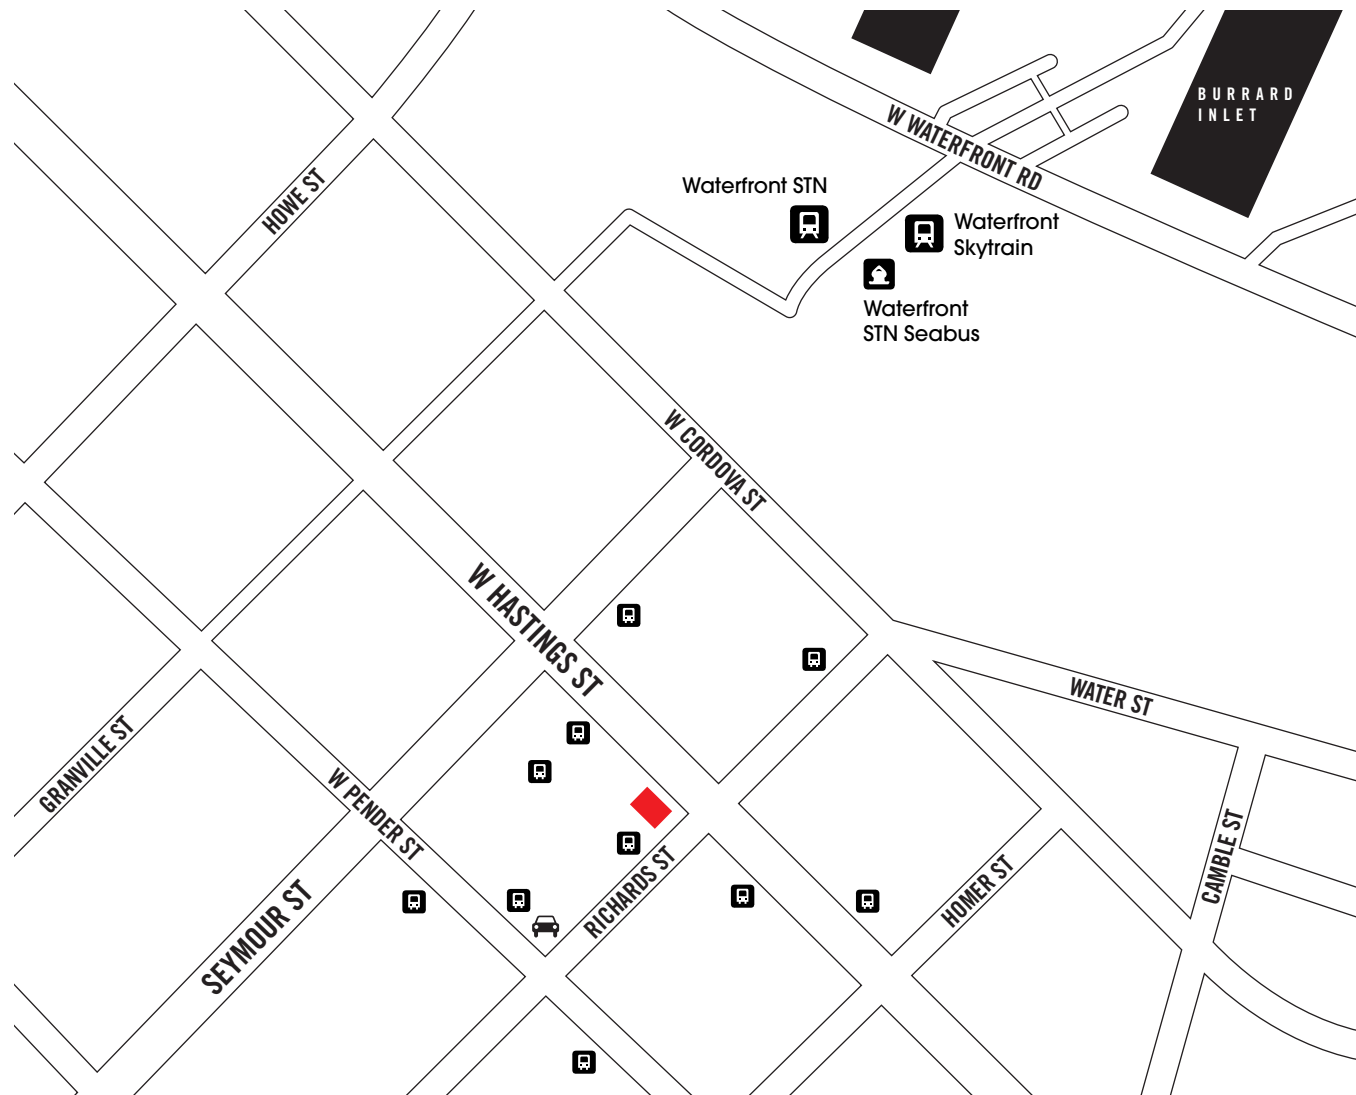 BURRARD
INLET
W WATERFRONT RD
Waterfront STN
HOWE ST
Waterfront
Skytrain
Waterfront
STN Seabus
W CORDOVA ST
W HASTINGS ST
WATER ST
GRANVILLE ST
W PENDER ST
CAMBLE ST
RICHARDS ST
HOMER ST
SEYMOUR ST